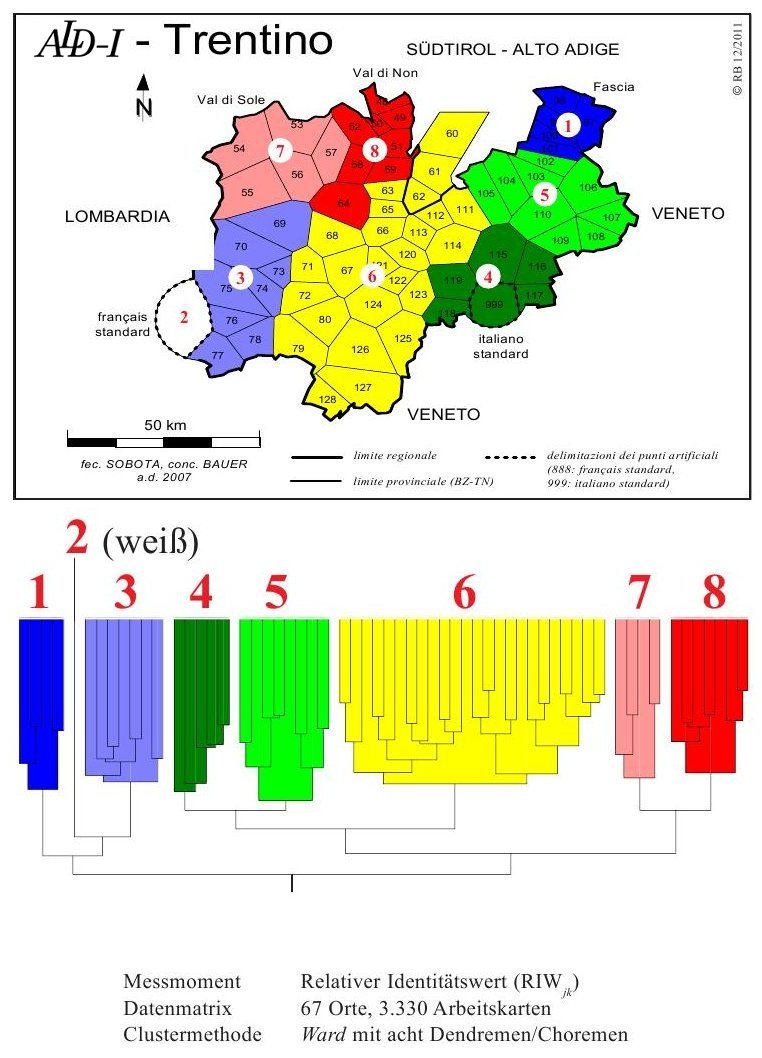 ALD-I - Trentino
SÜDTIROL - ALTO ADIGE
© RB 12/2011
N
Val di Non
Val di Sole
Fascia
LOMBARDIA
VENETO
1
2
3
4
5
6
7
8
49
52
53
54
55
56
57
58
59
60
61
62
63
64
65
66
67
68
69
70
71
72
73
74
75
76
77
78
79
80
102
103
104
105
106
107
108
109
110
111
112
113
114
115
116
117
118
119
120
122
123
124
125
126
127
128
999
français
standard
italiano
standard
VENETO
50 km
fec. SOBOTA, conc. BAUER
a.d. 2007
limite regionale
limite provinciale (BZ-TN)
delimitazioni dei punti artificiali
(888: français standard,
999: italiano standard)
2 (weiß)
1 3 4 5 6 7 8
Messmoment Relativer Identitätswert (RIWjk)
Datenmatrix 67 Orte, 3.330 Arbeitskarten
Clustermethode Ward mit acht Dendremen/Choremen